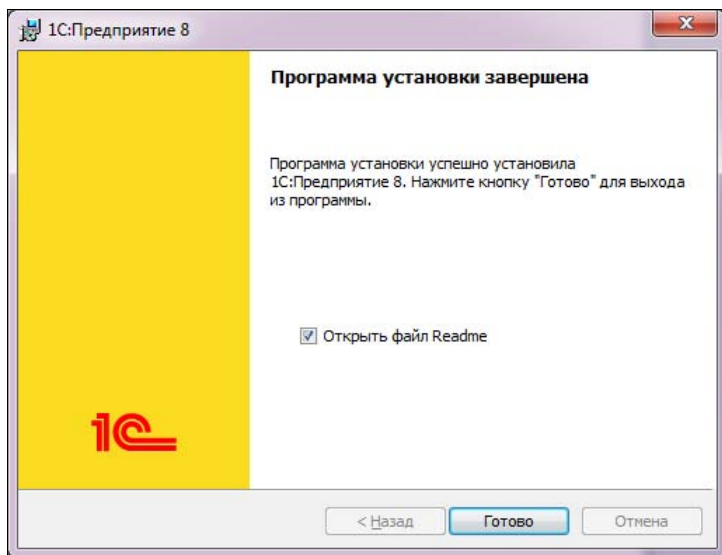 1С:Предприятие 8
Программа установки завершена
Программа установки успешно установила
1С:Предприятие 8. Нажмите кнопку "Готово" для выхода
из программы.
Открыть файл Readme
1С
< Назад Готово Отмена